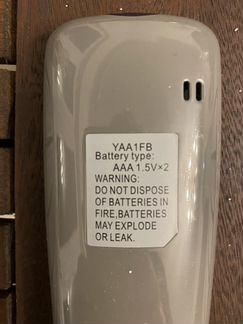 YAA1FB
Battery type:
AAA 1.5V×2
WARNING:
DO NOT DISPOSE
OF BATTERIES IN
FIRE,BATTERIES
MAY EXPLODE
OR LEAK.